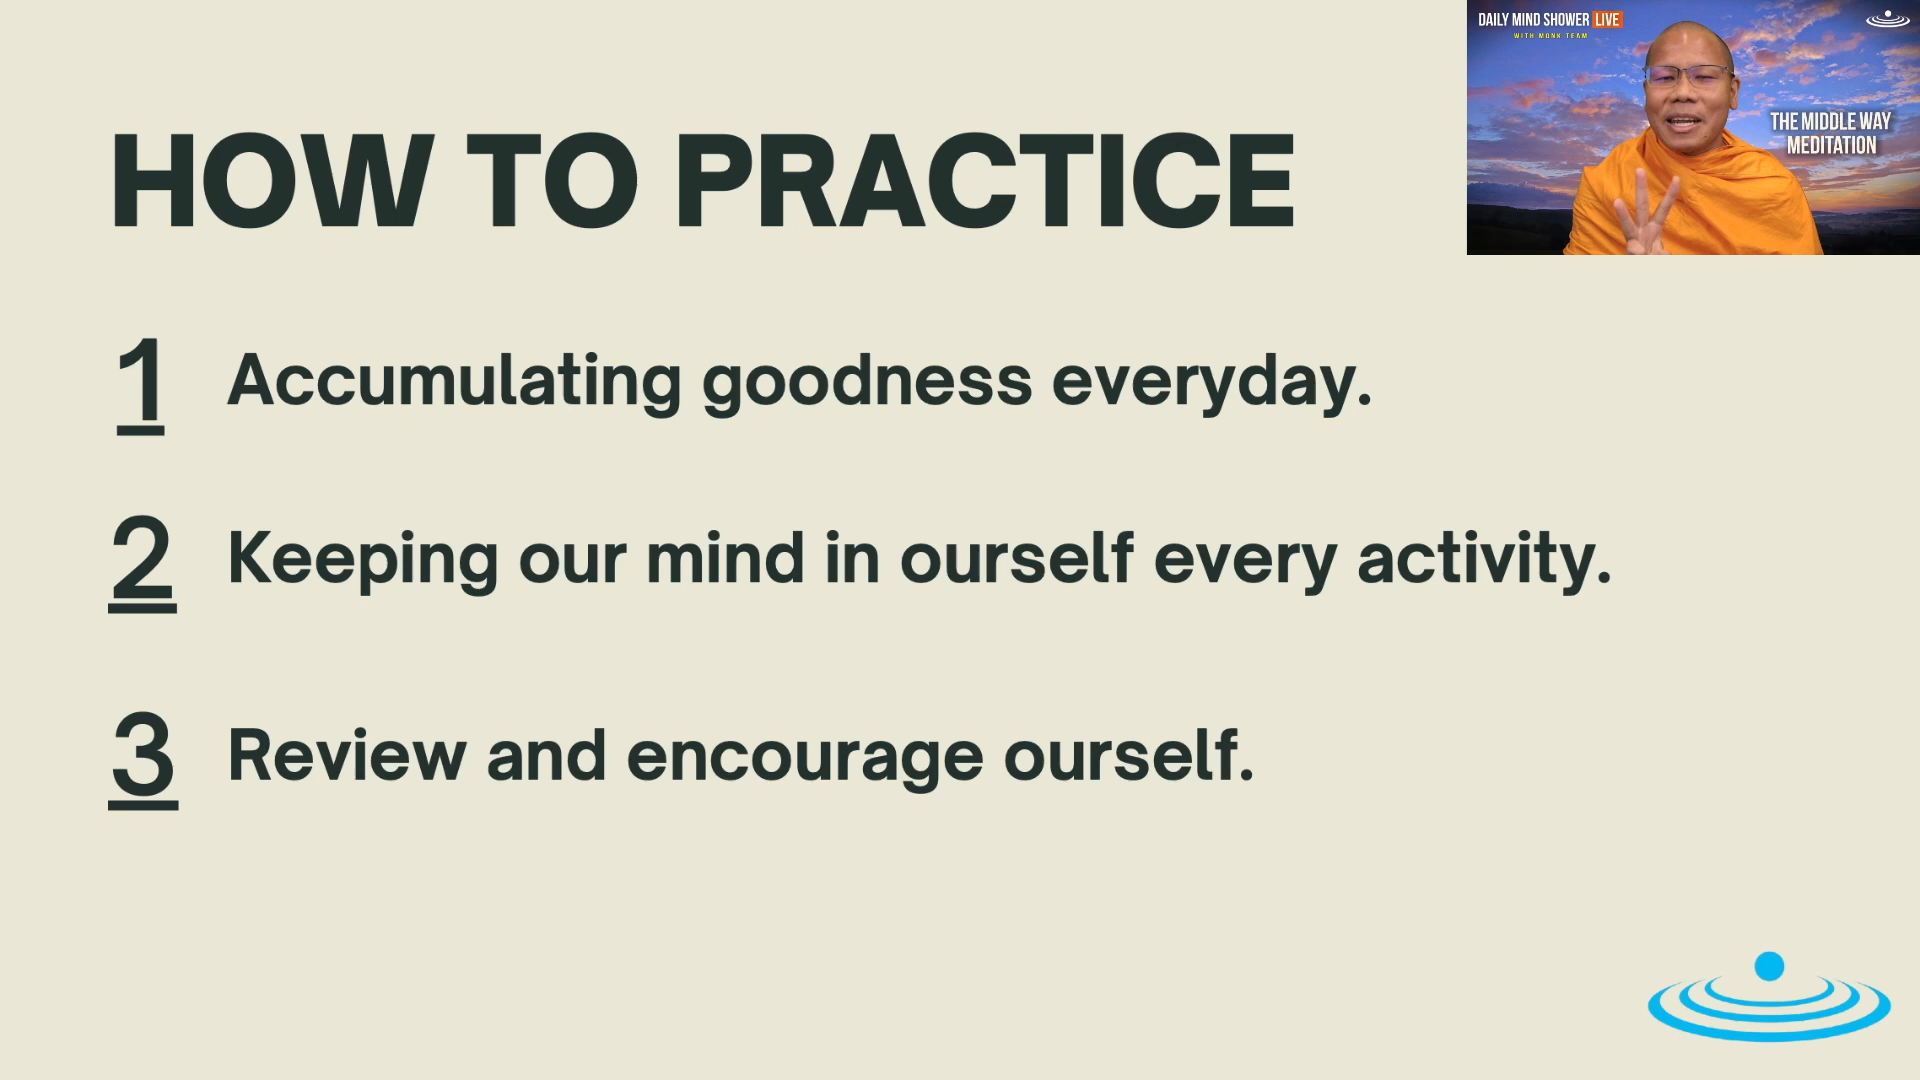 DAILY MIND SHOWER LIVE
WITH MONK TEAM
THE MIDDLE WAY
MEDITATION
HOW TO PRACTICE
1 Accumulating goodness everyday.
2 Keeping our mind in ourself every activity.
3 Review and encourage ourself.